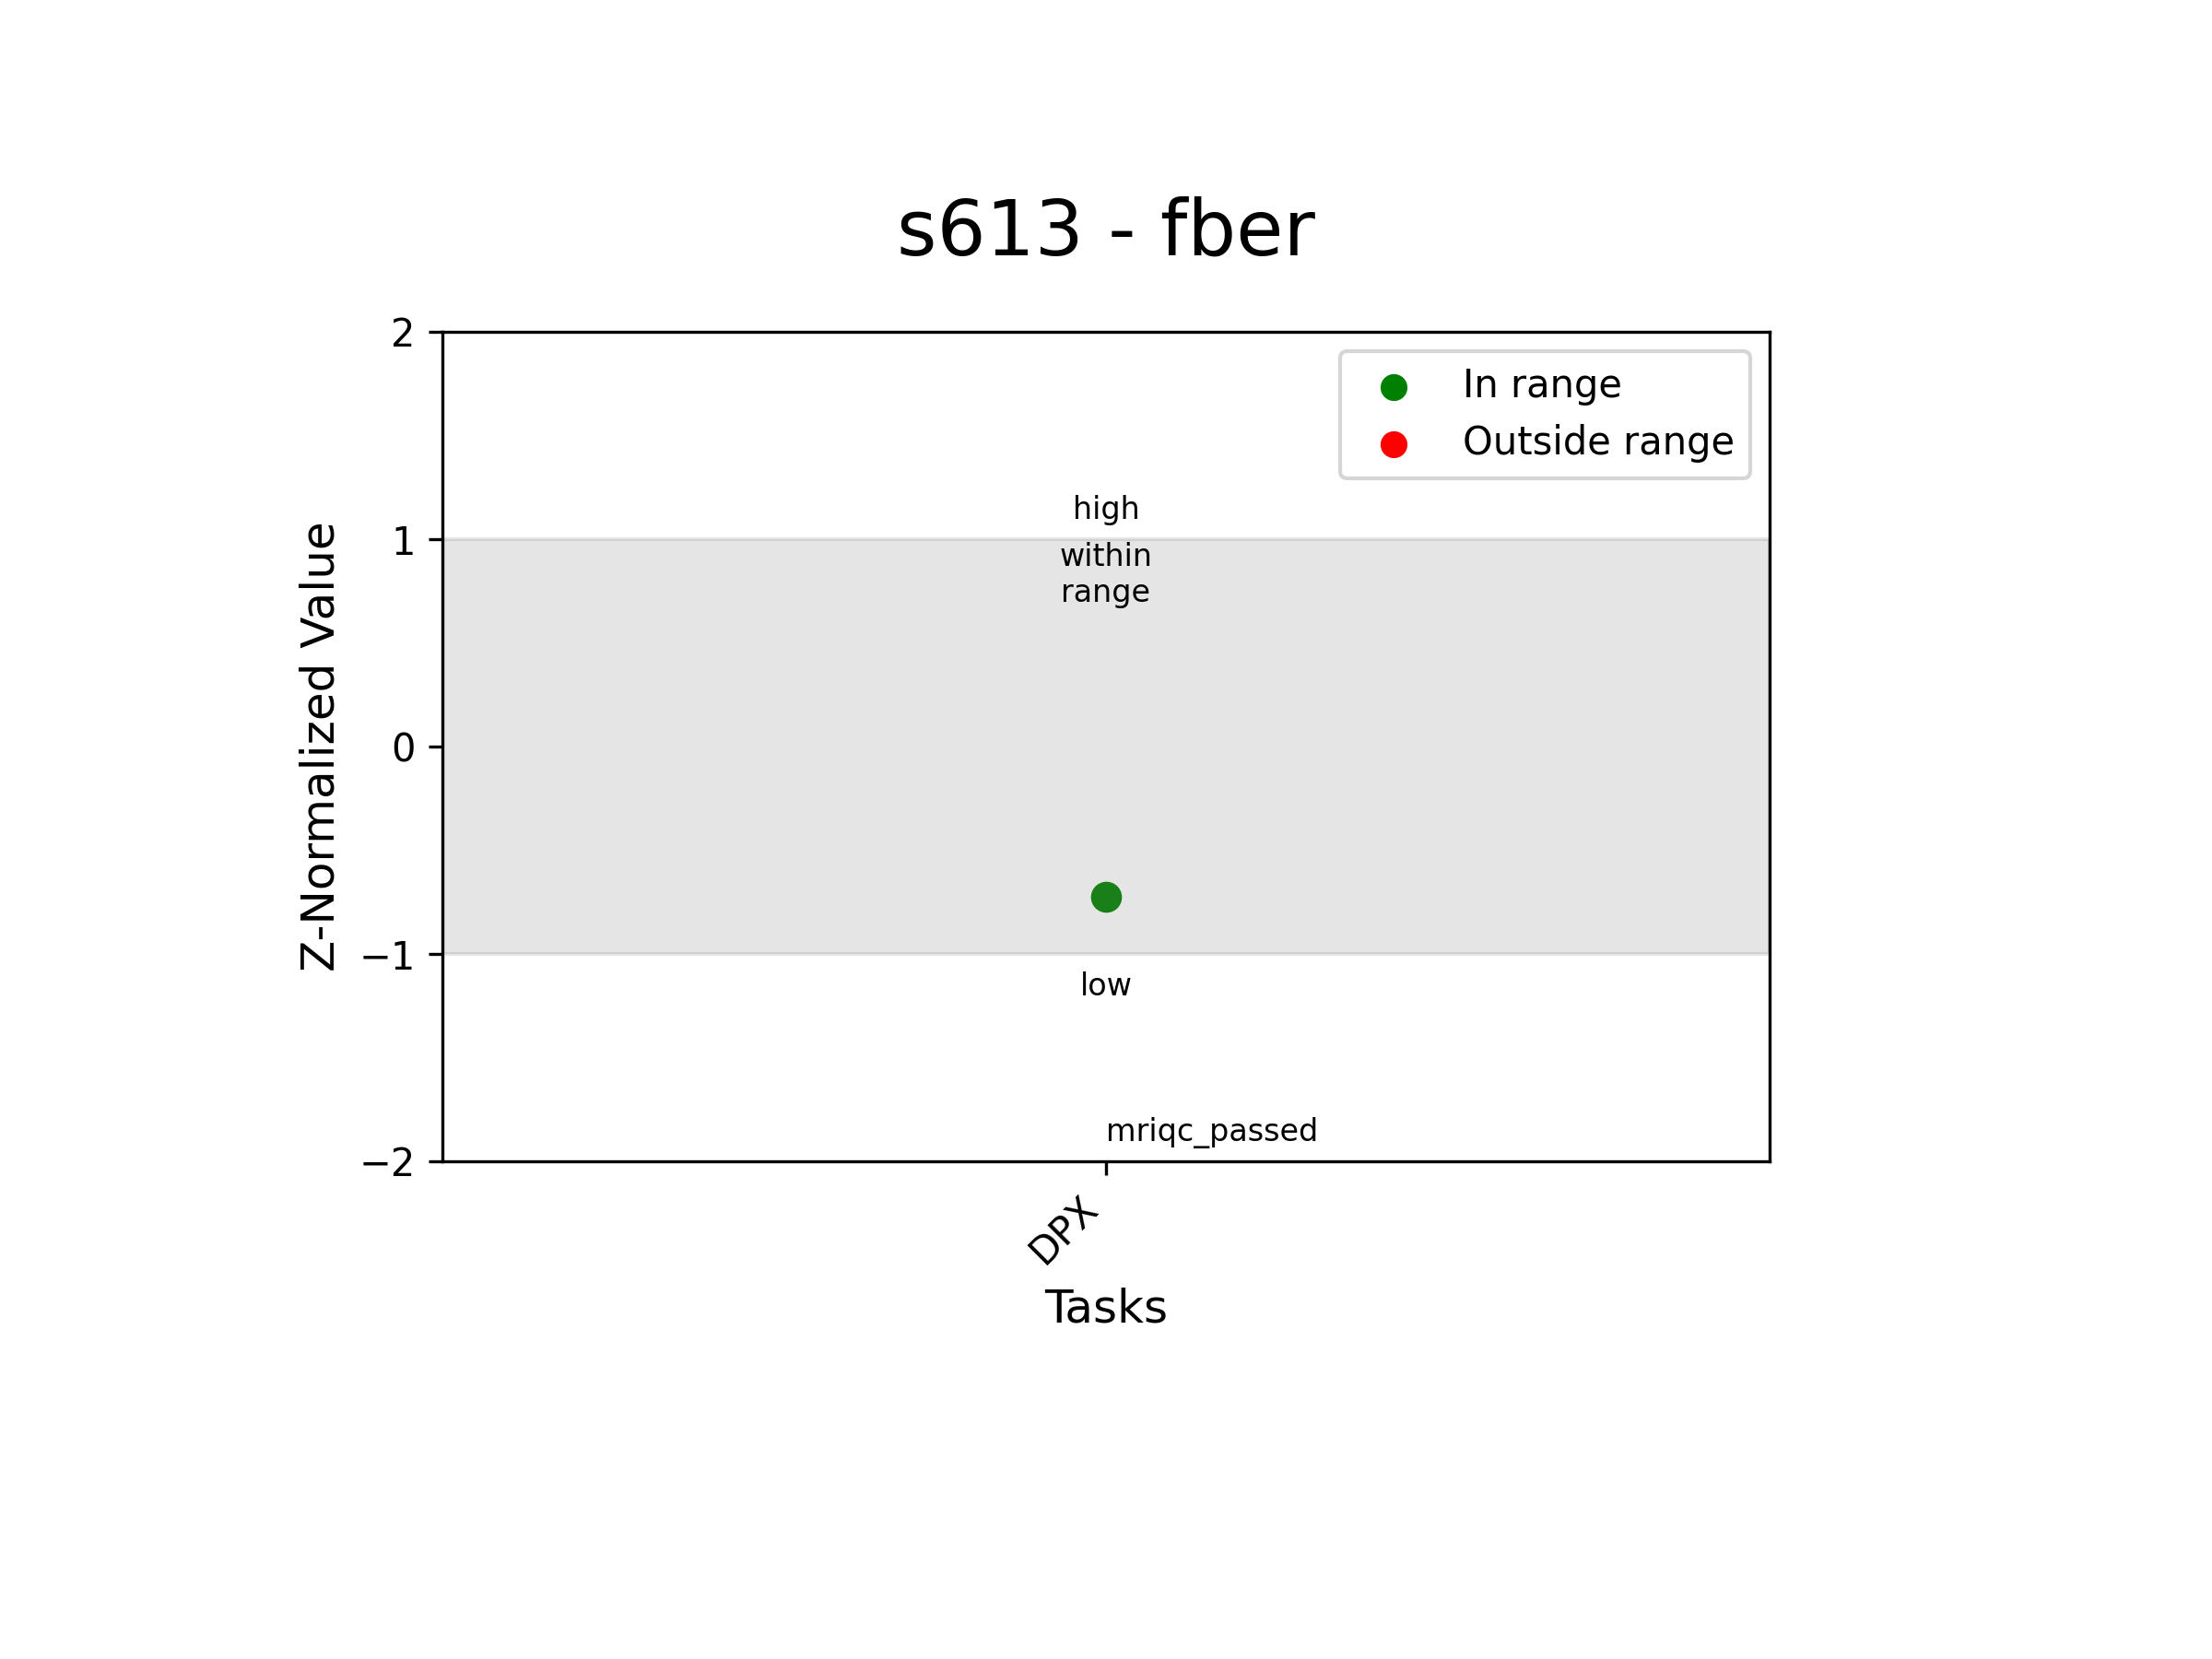 s613 - fber
2
1
0
−1
−2
Z-Normalized Value
In range
Outside range
high
within
range
low
mriqc_passed
DPX
Tasks